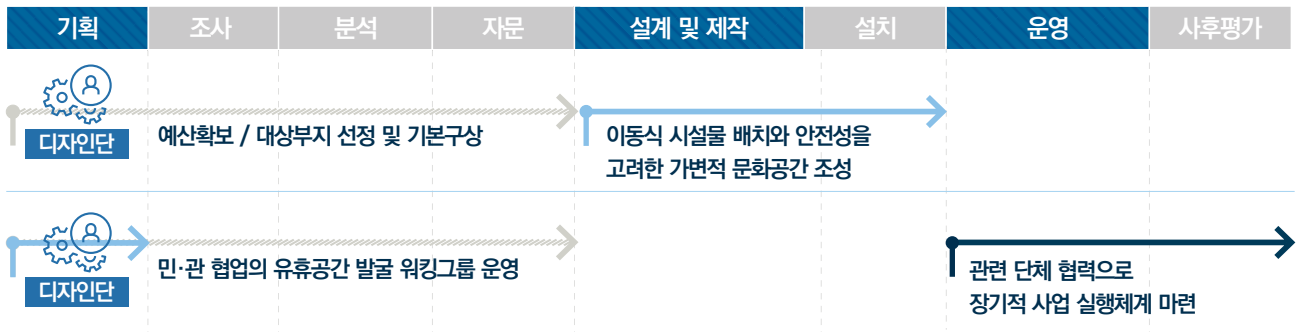 기획
조사
분석
자문
설계 및 제작
설치
운영
사후평가
디자인단
예산확보 / 대상부지 선정 및 기본구상
이동식 시설물 배치와 안전성을
고려한 가변적 문화공간 조성
디자인단
민·관 협업의 유휴공간 발굴 워킹그룹 운영
관련 단체 협력으로
장기적 사업 실행체계 마련